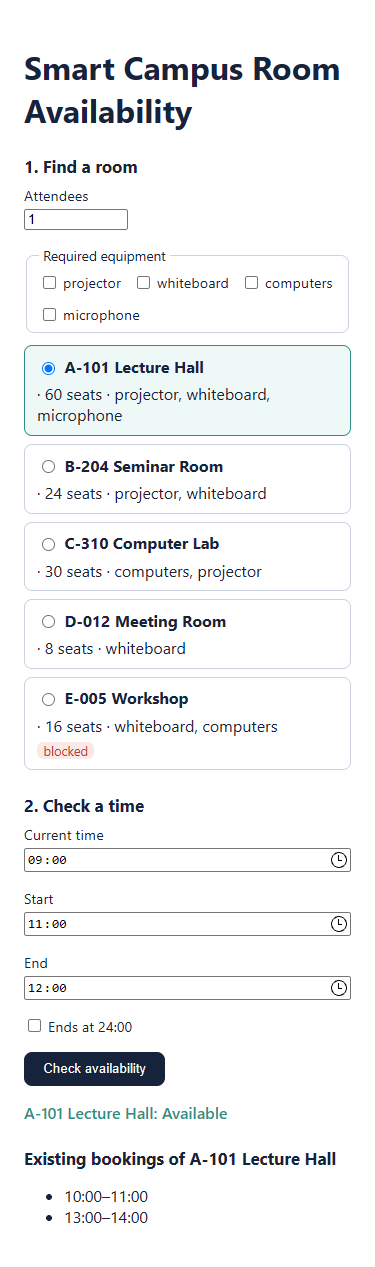 Smart Campus Room
Availability
1. Find a room
Attendees
1
Required equipment
projector whiteboard computers
microphone
A-101 Lecture Hall
· 60 seats · projector, whiteboard,
microphone
B-204 Seminar Room
· 24 seats · projector, whiteboard
C-310 Computer Lab
· 30 seats · computers, projector
D-012 Meeting Room
· 8 seats · whiteboard
E-005 Workshop
· 16 seats · whiteboard, computers
blocked
2. Check a time
Current time
09:00
Start
11:00
End
12:00
Ends at 24:00
Check availability
A-101 Lecture Hall: Available
Existing bookings of A-101 Lecture Hall
• 10:00–11:00
• 13:00–14:00